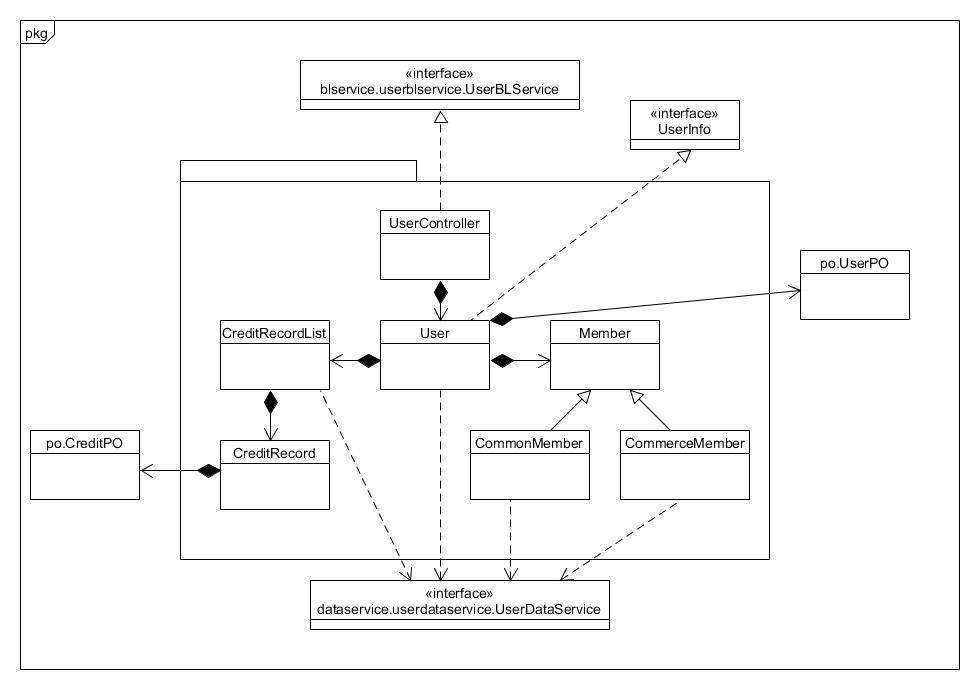 pkg
«interface»
blservice.userblservice.UserBLService
«interface»
UserInfo
UserController
po.UserPO
CreditRecordList
User
Member
po.CreditPO
CreditRecord
CommonMember
CommerceMember
«interface»
dataservice.userdataservice.UserDataService